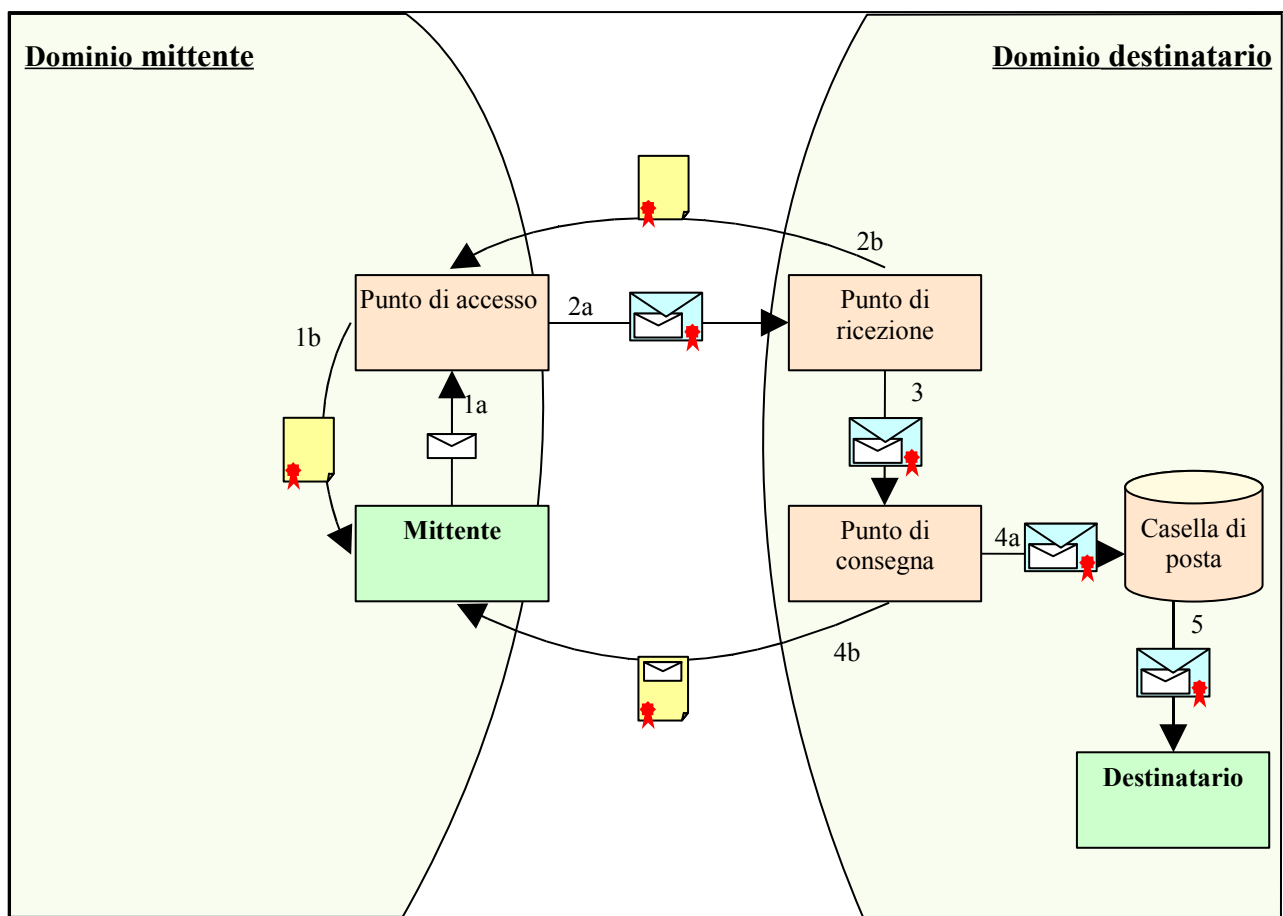 Dominio mittente
Dominio destinatario
2b
Punto di accesso
2a
Punto di
ricezione
1b
3
1a
Mittente
Punto di
consegna
4a
Casella di
posta
4b
5
Destinatario